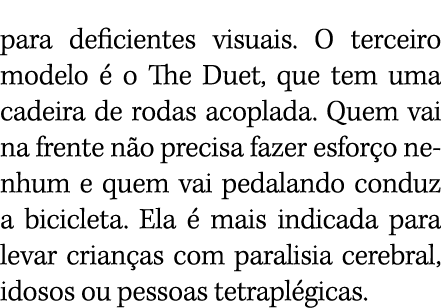 para deficientes visuais. O terceiro
modelo é o The Duet, que tem uma
cadeira de rodas acoplada. Quem vai
na frente não precisa fazer esforço ne-
nhum e quem vai pedalando conduz
a bicicleta. Ela é mais indicada para
levar crianças com paralisia cerebral,
idosos ou pessoas tetraplégicas.